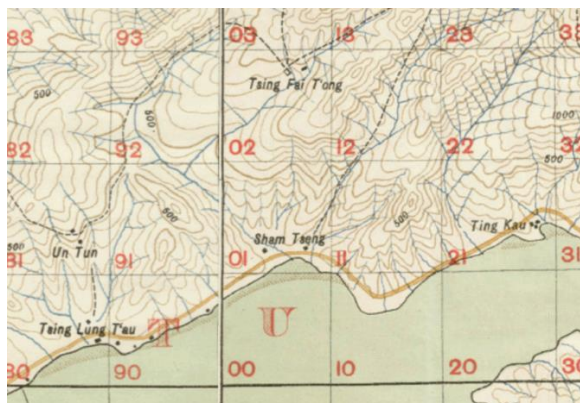 83 93 03 13 23 33
Tsing Fai T'ong
500
500
1000
82 92 02 12 22 32
500
500
500
Ting Kau
Sham Tseng
500
Un Tun
81 91 01 11 21 31
Tsing Lung T'au
T U
80 90 00 10 20 30